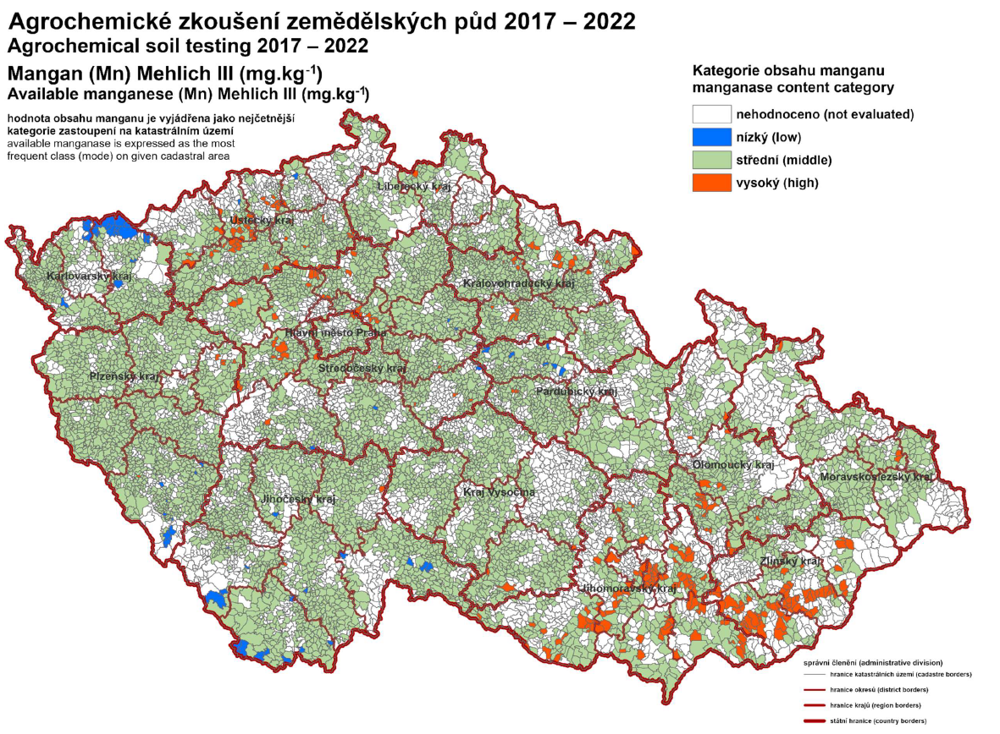 Agrochemické zkoušení zemědělských půd 2017 – 2022
Agrochemical soil testing 2017 – 2022
Mangan (Mn) Mehlich III (mg.kg⁻¹)
Available manganese (Mn) Mehlich III (mg.kg⁻¹)
hodnota obsahu manganu je vyjádřena jako nejčetnější
kategorie zastoupení na katastrálním území
available manganase is expressed as the most
frequent class (mode) on given cadastral area
Kategorie obsahu manganu
manganase content category
nehodnoceno (not evaluated)
nízký (low)
střední (middle)
vysoký (high)
Liberecký kraj
Ústecký kraj
Karlovarský kraj
Královohradecký kraj
Hlavní město Praha
Středočeský kraj
Plzeňský kraj
Pardubický kraj
Olomoucký kraj
Moravskoslezský kraj
Kraj Vysočina
Jihočeský kraj
Zlínský kraj
Jihomoravský kraj
správní členění (administrative division)
hranice katastrálních území (cadastre borders)
hranice okresů (district borders)
hranice krajů (region borders)
státní hranice (country borders)